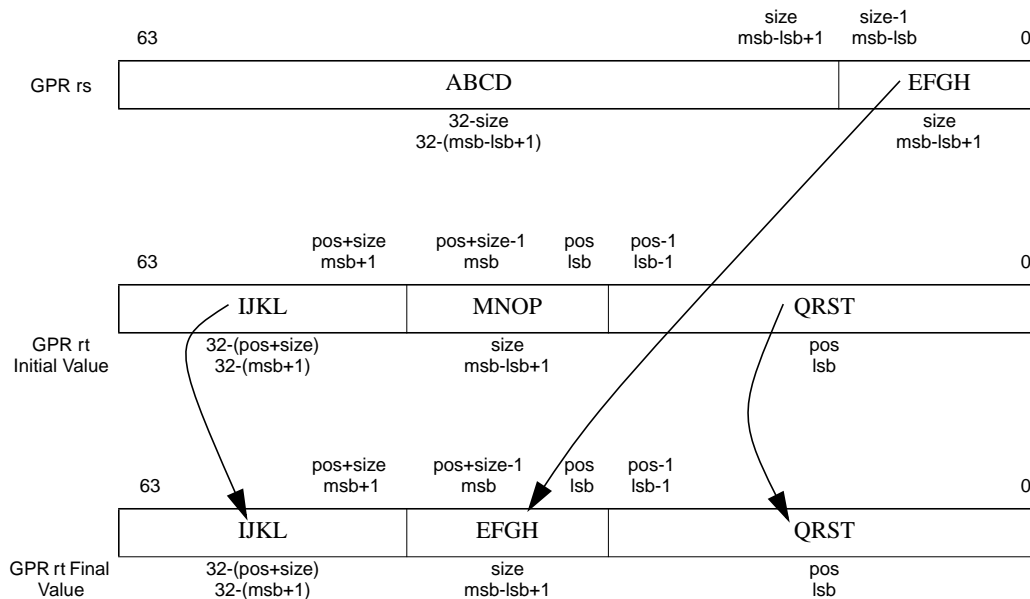 63 size size-1 0
msb-lsb+1 msb-lsb
GPR rs ABCD EFGH
32-size size
32-(msb-lsb+1) msb-lsb+1
pos+size pos+size-1 pos pos-1
63 msb+1 msb lsb lsb-1 0
IJKL MNOP QRST
GPR rt 32-(pos+size) size pos
Initial Value 32-(msb+1) msb-lsb+1 lsb
pos+size pos+size-1 pos pos-1
63 msb+1 msb lsb lsb-1 0
IJKL EFGH QRST
GPR rt Final 32-(pos+size) size pos
Value 32-(msb+1) msb-lsb+1 lsb